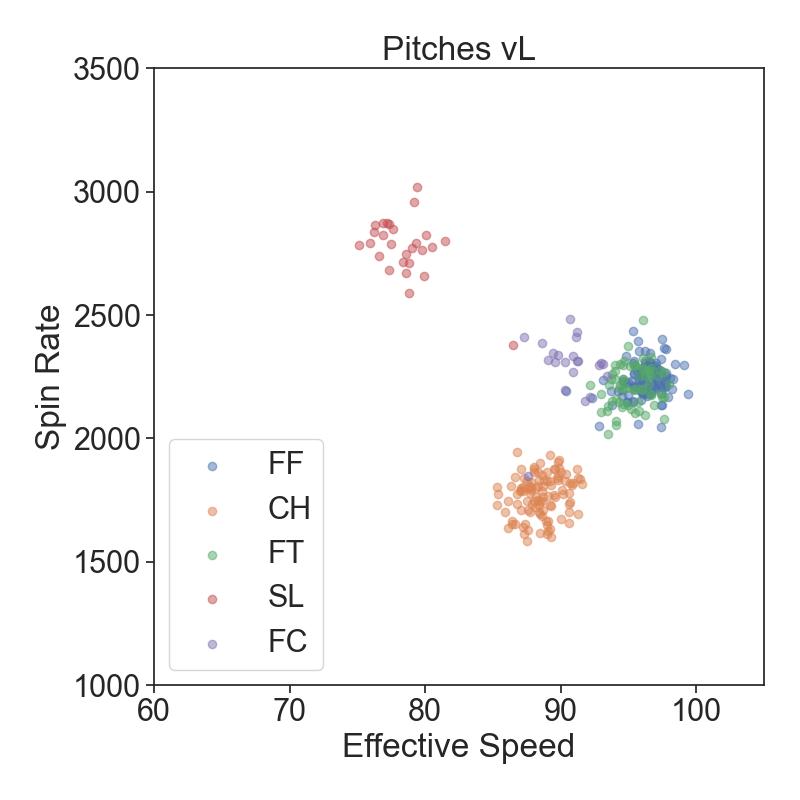 Pitches vL
3500
3000
2500
2000
1500
1000
Spin Rate
FF
CH
FT
SL
FC
60 70 80 90 100
Effective Speed